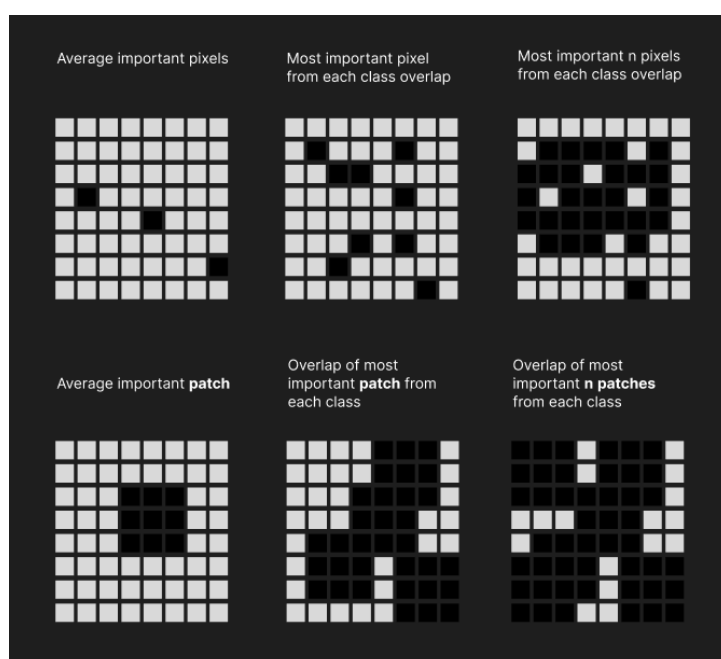 Average important pixels
Most important pixel
from each class overlap
Most important n pixels
from each class overlap
Average important patch
Overlap of most
important patch from
each class
Overlap of most
important n patches
from each class